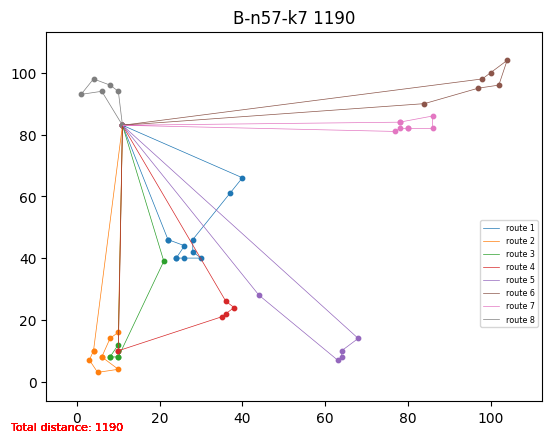 B-n57-k7 1190
100
80
60
40
20
0
0
20
40
60
80
100
route 1
route 2
route 3
route 4
route 5
route 6
route 7
route 8
Total distance: 1190